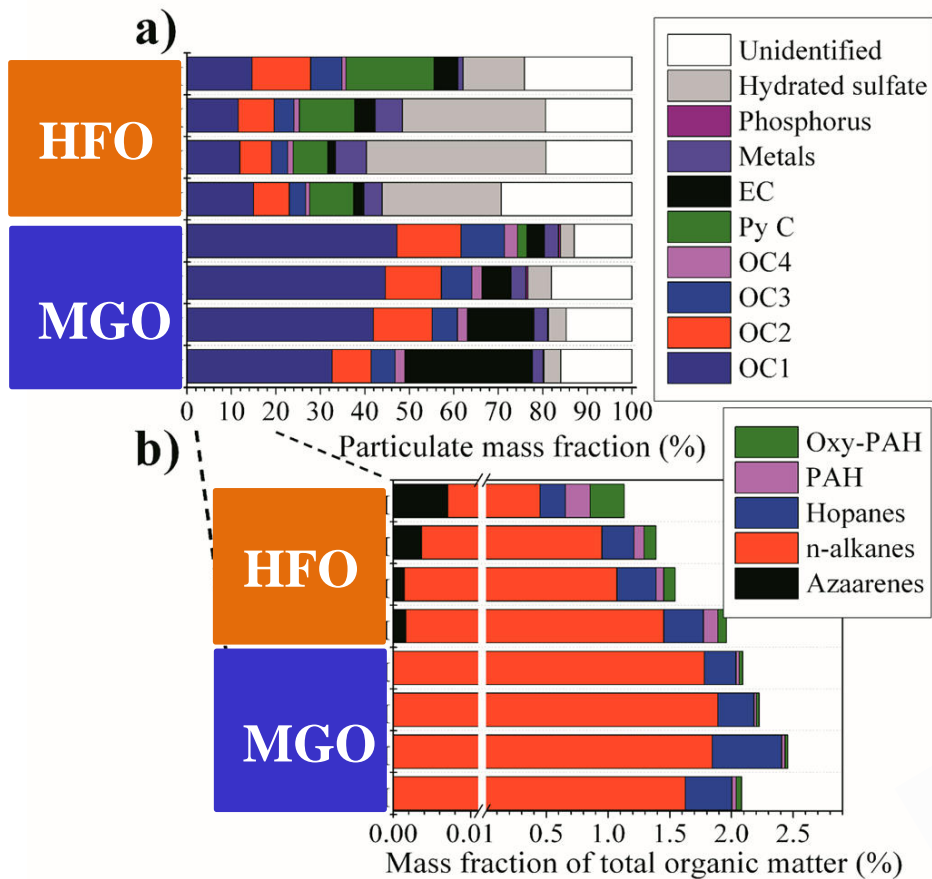 a)
HFO
MGO
0 10 20 30 40 50 60 70 80 90 100
Particulate mass fraction (%)
Unidentified
Hydrated sulfate
Phosphorus
Metals
EC
Py C
OC4
OC3
OC2
OC1
b)
HFO
MGO
0.00 0.01 0.5 1.0 1.5 2.0 2.5
Mass fraction of total organic matter (%)
Oxy-PAH
PAH
Hopanes
n-alkanes
Azaarenes